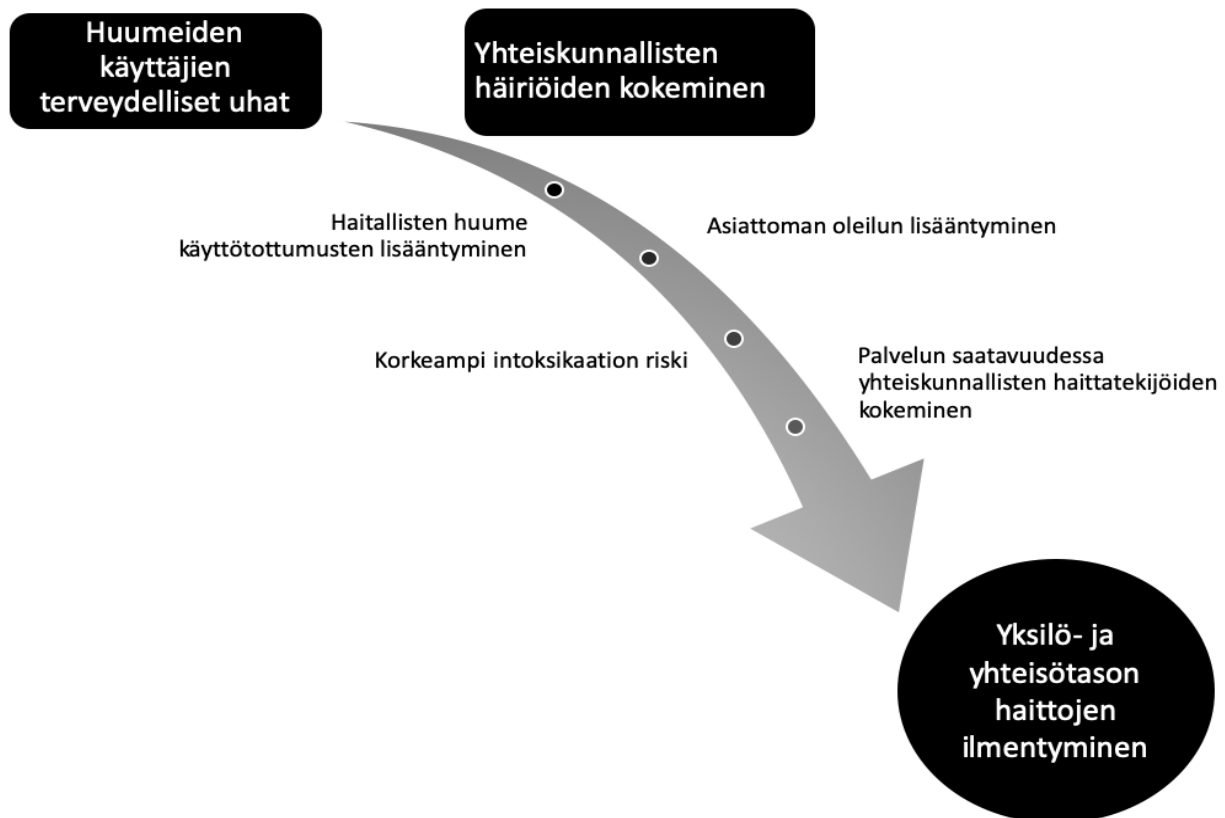 Huumeiden
käyttäjien
terveydelliset uhat
Yhteiskunnallisten
häiriöiden kokeminen
Haitallisten huume
käyttötottumusten lisääntyminen
Asiattoman oleilun lisääntyminen
Korkeampi intoksikaation riski
Palvelun saatavuudessa
yhteiskunnallisten haittatekijöiden
kokeminen
Yksilö- ja
yhteisötason
haittojen
ilmentyminen